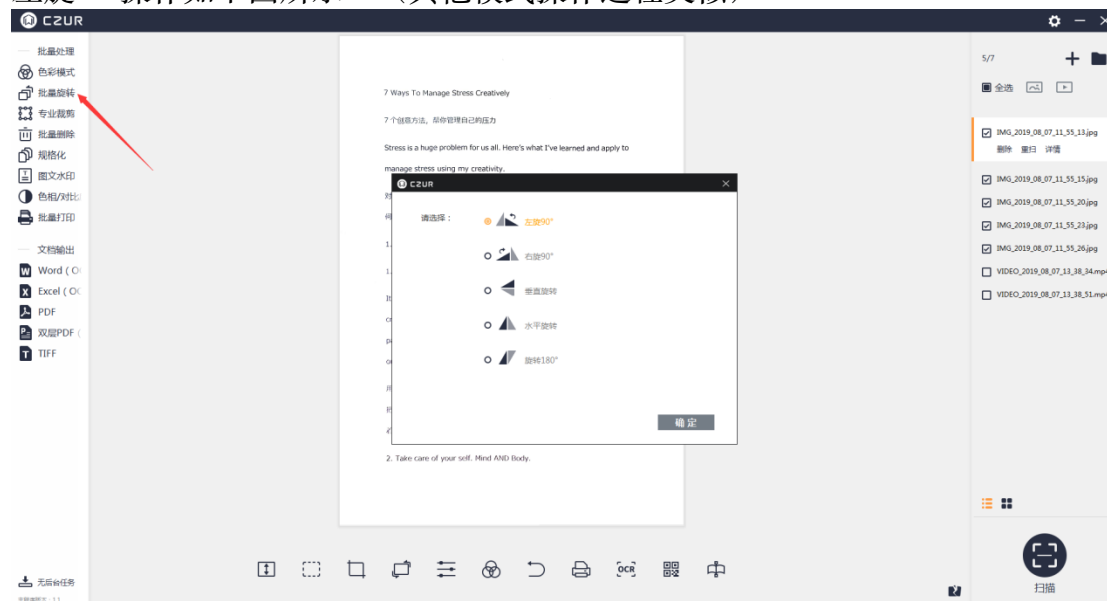 CZUR
批量处理
色彩模式
批量旋转
专业裁剪
批量删除
规格化
图文水印
色相/对比
批量打印
文档输出
Word ( O
Excel ( OC
PDF
双层PDF (
TIFF
无后台任务
7 Ways To Manage Stress Creatively
7 个创意方法，帮你管理自己的压力
Stress is a huge problem for us all. Here's what I've learned and apply to
manage stress using my creativity.
CZUR
请选择：
左旋90°
右旋90°
垂直旋转
水平旋转
旋转180°
确定
2. Take care of your self. Mind AND Body.
OCR
5/7
全选
IMG_2019_08_07_11_55_13.jpg
删除 重扫 详情
IMG_2019_08_07_11_55_15.jpg
IMG_2019_08_07_11_55_20.jpg
IMG_2019_08_07_11_55_23.jpg
IMG_2019_08_07_11_55_26.jpg
VIDEO_2019_08_07_13_38_34.mp4
VIDEO_2019_08_07_13_38_51.mp4
扫描